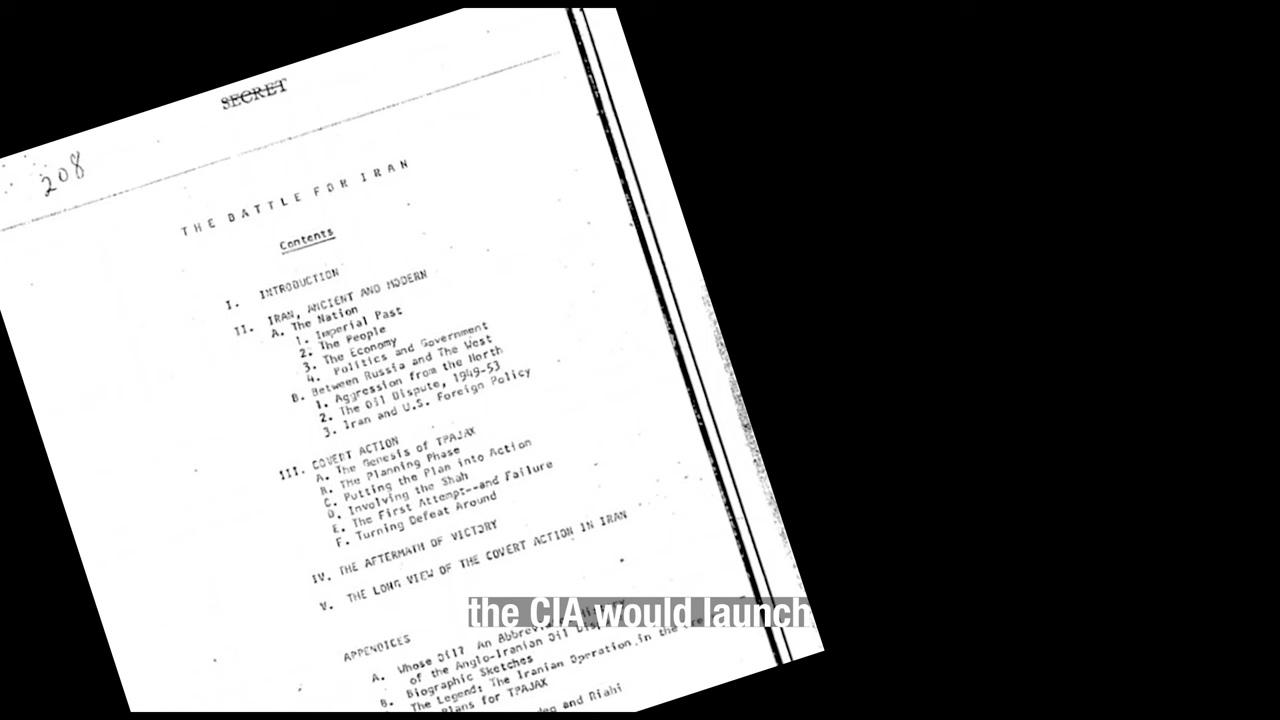 SECRET
208
THE BATTLE FOR IRAN
Contents
I. INTRODUCTION
II. IRAN, ANCIENT AND MODERN
A. The Nation
1. Imperial Past
2. The People
3. The Economy
4. Politics and Government
B. Between Russia and The West
1. Aggression from the North
2. The Oil Dispute, 1949-53
3. Iran and U.S. Foreign Policy
III. COVERT ACTION
A. The Genesis of TPAJAX
B. The Planning Phase
C. Putting the Plan into Action
D. Involving the Shah
E. The First Attempt--and Failure
F. Turning Defeat Around
IV. THE AFTERMATH OF VICTORY
V. THE LONG VIEW OF THE COVERT ACTION IN IRAN
the CIA would launch
APPENDICES
A. Whose Oil? An
of the Anglo-Iranian Oil
B. Biographic Sketches
The Legend: The Iranian Operation in the
Plans for TPAJAX
and Riahi